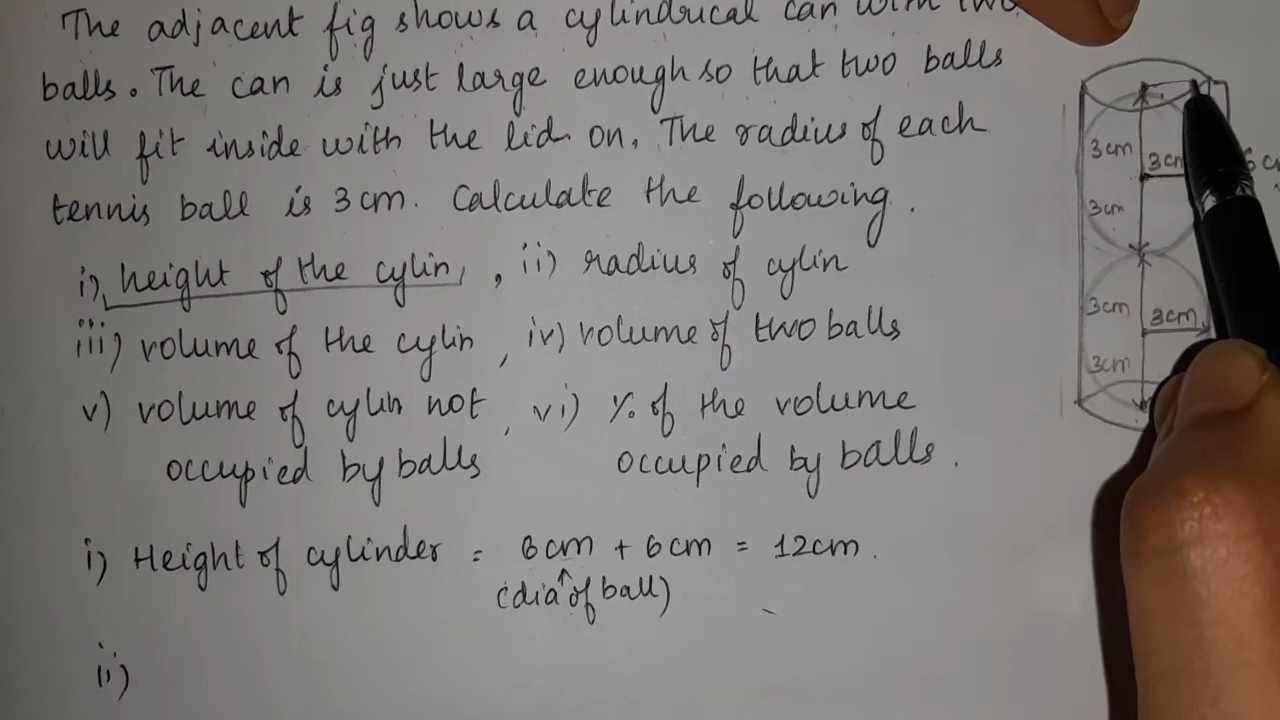 The adjacent fig shows a cylindrical can with two
balls. The can is just large enough so that two balls
will fit inside with the lid on. The radius of each
tennis ball is 3cm. Calculate the following.
i) height of the cylin, ii) radius of cylin
iii) volume of the cylin, iv) volume of two balls
v) volume of cylin not, vi) % of the volume
occupied by balls occupied by balls.
i) Height of cylinder = 6cm + 6cm = 12cm.
(dia of ball)
ii)
3cm
3cm
6cm
3cm
3cm
3cm
3cm